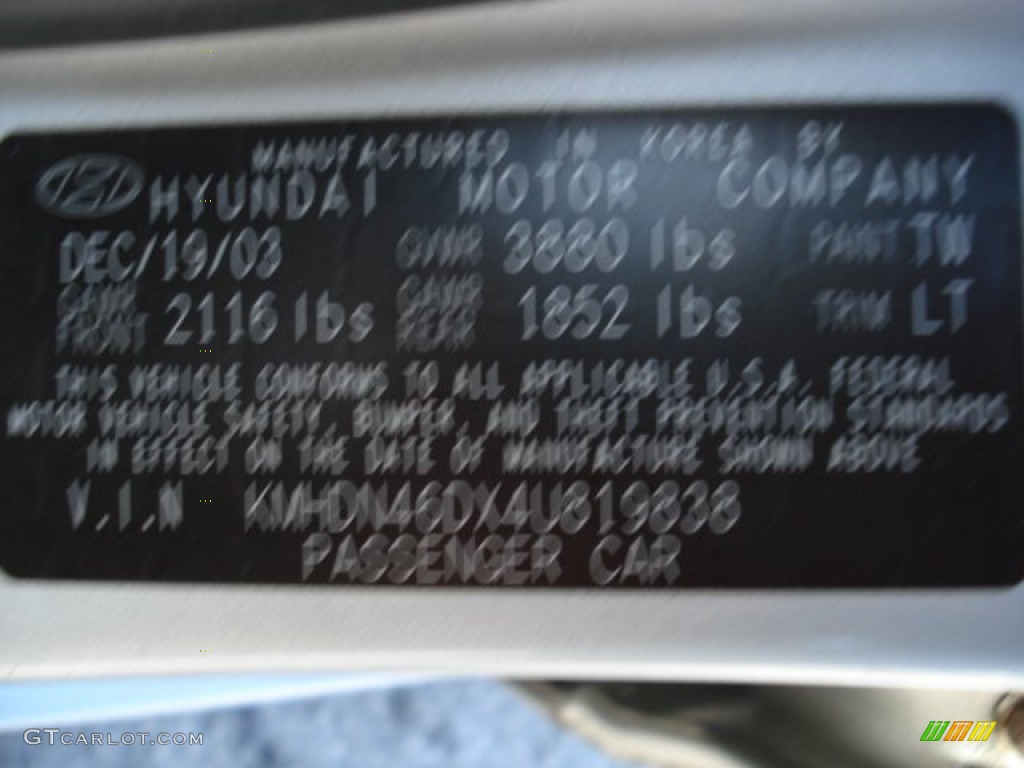 MANUFACTURED IN KOREA BY
HYUNDAI MOTOR COMPANY
DEC/19/03 GVWR 3880 lbs PAINT TW
GAWR FRONT 2116 lbs GAWR REAR 1852 lbs TRIM LT
THIS VEHICLE CONFORMS TO ALL APPLICABLE U.S.A. FEDERAL
MOTOR VEHICLE SAFETY, BUMPER, AND THEFT PREVENTION STANDARDS
IN EFFECT ON THE DATE OF MANUFACTURE SHOWN ABOVE
V.I.N KMHDN46DX4U819838
PASSENGER CAR
GTCARLOT.COM